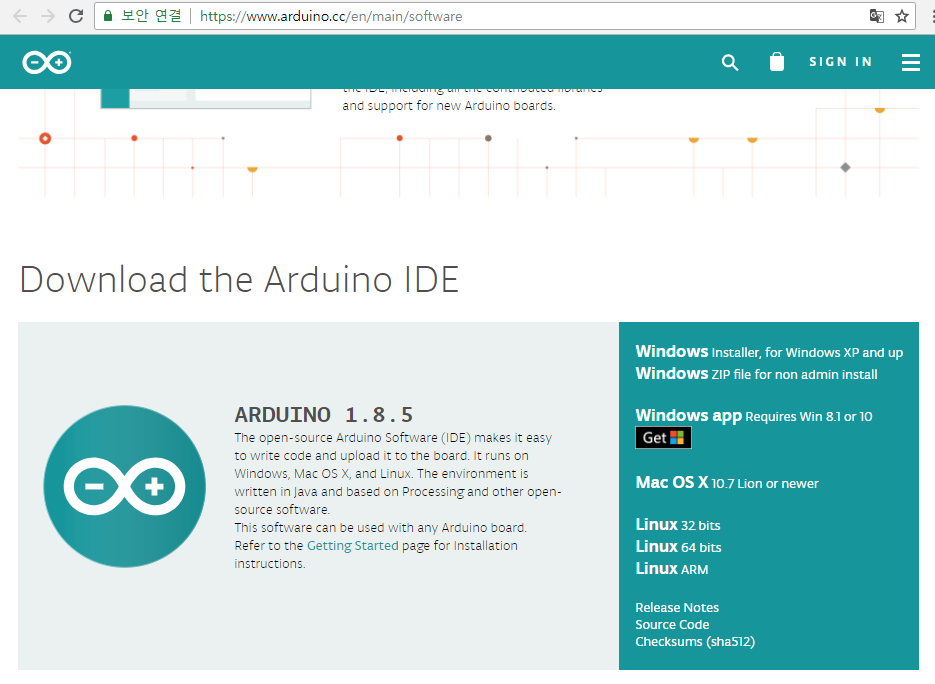 보안 연결 https://www.arduino.cc/en/main/software
SIGN IN
the IDE, including all the contributed libraries
and support for new Arduino boards.
Download the Arduino IDE
ARDUINO 1.8.5
The open-source Arduino Software (IDE) makes it easy
to write code and upload it to the board. It runs on
Windows, Mac OS X, and Linux. The environment is
written in Java and based on Processing and other open-
source software.
This software can be used with any Arduino board.
Refer to the Getting Started page for Installation
instructions.
Windows Installer, for Windows XP and up
Windows ZIP file for non admin install
Windows app Requires Win 8.1 or 10
Get
Mac OS X 10.7 Lion or newer
Linux 32 bits
Linux 64 bits
Linux ARM
Release Notes
Source Code
Checksums (sha512)